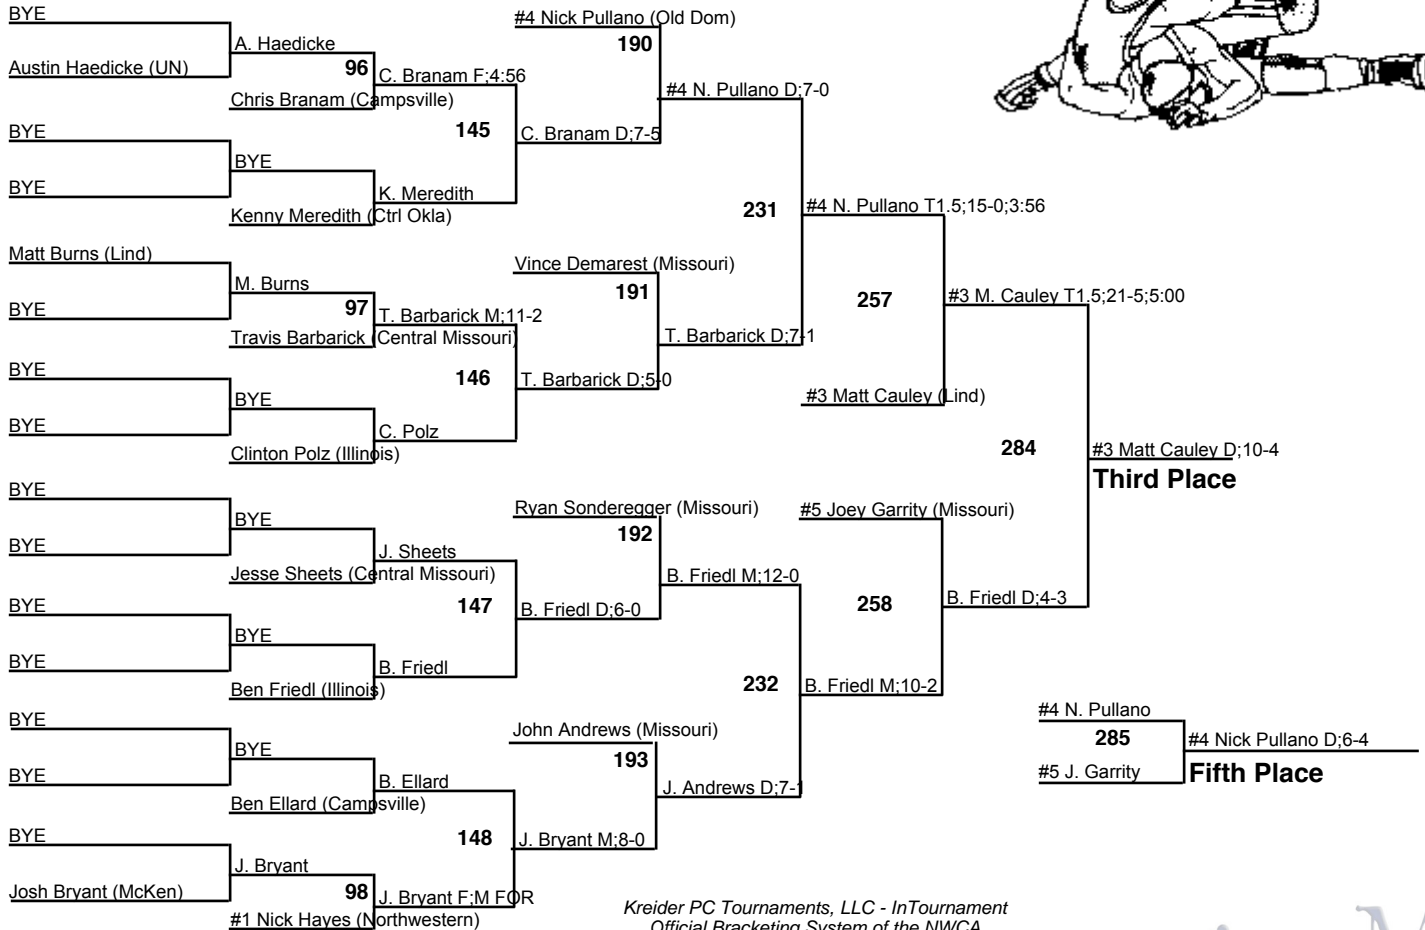 BYE
Austin Haedicke (UN)
A. Haedicke
96
Chris Branam (Campsville)
C. Branam F;4:56
BYE
BYE
BYE
Kenny Meredith (Ctrl Okla)
K. Meredith
145
C. Branam D;7-5
#4 Nick Pullano (Old Dom)
190
#4 N. Pullano D;7-0
Matt Burns (Lind)
BYE
M. Burns
97
Travis Barbarick (Central Missouri)
T. Barbarick M;11-2
BYE
BYE
BYE
Clinton Polz (Illinois)
C. Polz
146
T. Barbarick D;5-0
Vince Demarest (Missouri)
191
T. Barbarick D;7-1
231
#4 N. Pullano T1.5;15-0;3:56
257
#3 Matt Cauley (Lind)
#3 M. Cauley T1.5;21-5;5:00
BYE
BYE
BYE
Jesse Sheets (Central Missouri)
J. Sheets
BYE
BYE
BYE
Ben Friedl (Illinois)
B. Friedl
147
B. Friedl D;6-0
Ryan Sonderegger (Missouri)
192
B. Friedl M;12-0
BYE
BYE
BYE
Ben Ellard (Campsville)
B. Ellard
BYE
Josh Bryant (McKen)
J. Bryant
98
#1 Nick Hayes (Northwestern)
J. Bryant F;M FOR
148
J. Bryant M;8-0
John Andrews (Missouri)
193
J. Andrews D;7-1
232
B. Friedl M;10-2
#5 Joey Garrity (Missouri)
258
B. Friedl D;4-3
284
#3 Matt Cauley D;10-4
Third Place
#4 N. Pullano
285
#5 J. Garrity
#4 Nick Pullano D;6-4
Fifth Place
Kreider PC Tournaments, LLC - InTournament
Official Bracketing System of the NWCA